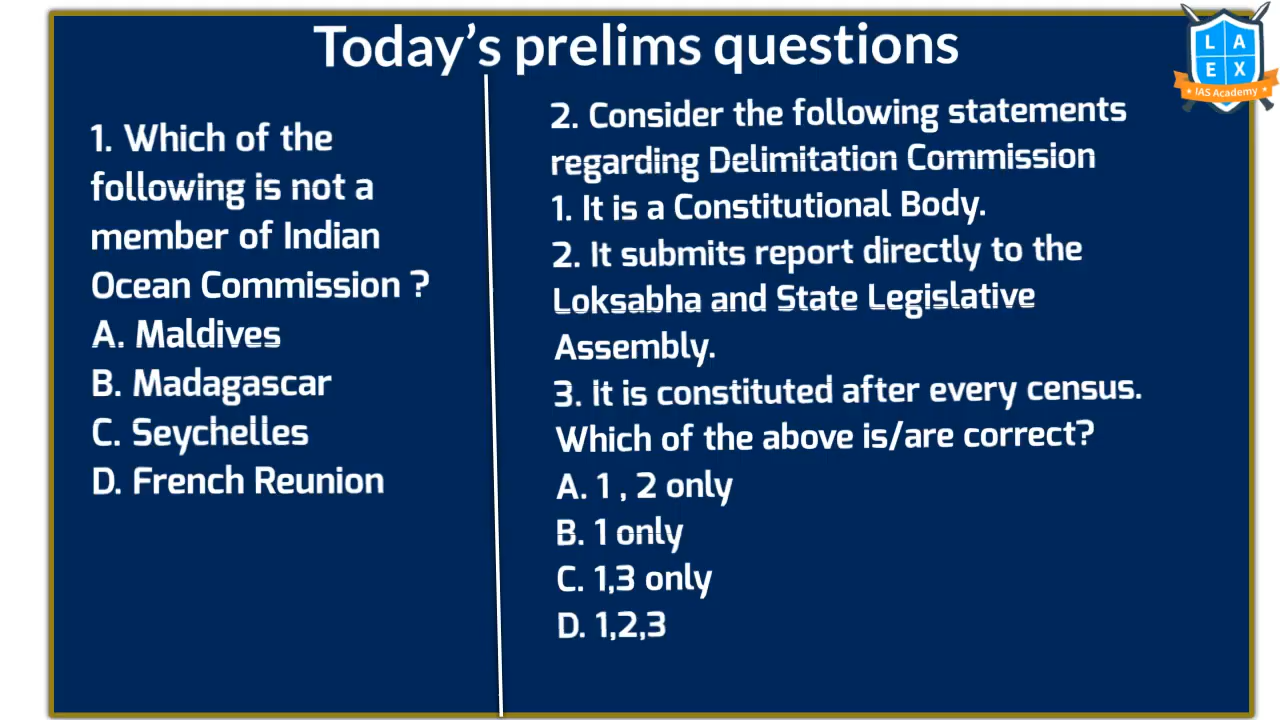 Today's prelims questions
L A
E X
IAS Academy
1. Which of the
following is not a
member of Indian
Ocean Commission ?
A. Maldives
B. Madagascar
C. Seychelles
D. French Reunion
2. Consider the following statements
regarding Delimitation Commission
1. It is a Constitutional Body.
2. It submits report directly to the
Loksabha and State Legislative
Assembly.
3. It is constituted after every census.
Which of the above is/are correct?
A. 1 , 2 only
B. 1 only
C. 1,3 only
D. 1,2,3